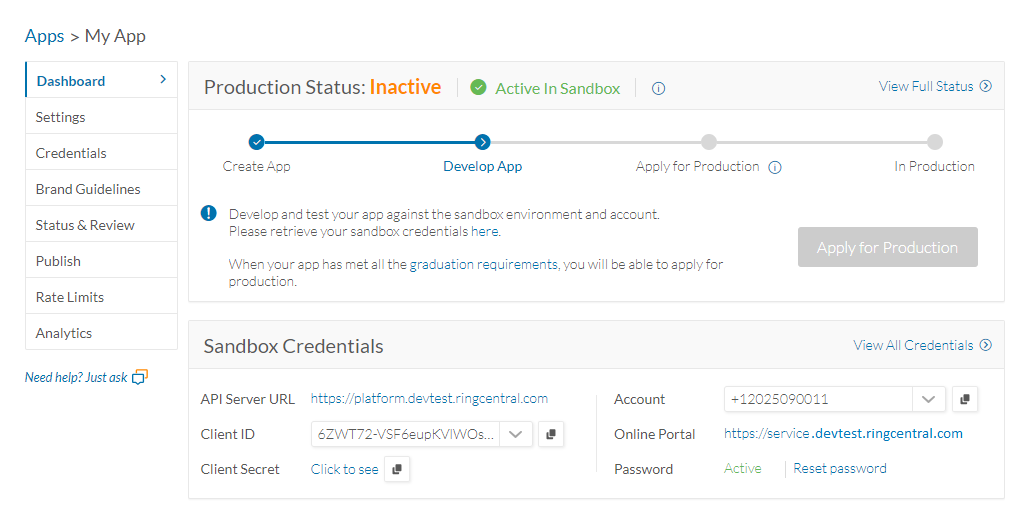 Apps > My App
Dashboard
Settings
Credentials
Brand Guidelines
Status & Review
Publish
Rate Limits
Analytics
Need help? Just ask
Production Status: Inactive
Active In Sandbox
View Full Status
Create App
Develop App
Apply for Production
In Production
Develop and test your app against the sandbox environment and account.
Please retrieve your sandbox credentials here.
When your app has met all the graduation requirements, you will be able to apply for
production.
Apply for Production
Sandbox Credentials
View All Credentials
API Server URL https://platform.devtest.ringcentral.com
Client ID 6ZWT72-VSF6eupKVIWOs...
Client Secret Click to see
Account +12025090011
Online Portal https://service.devtest.ringcentral.com
Password Active Reset password